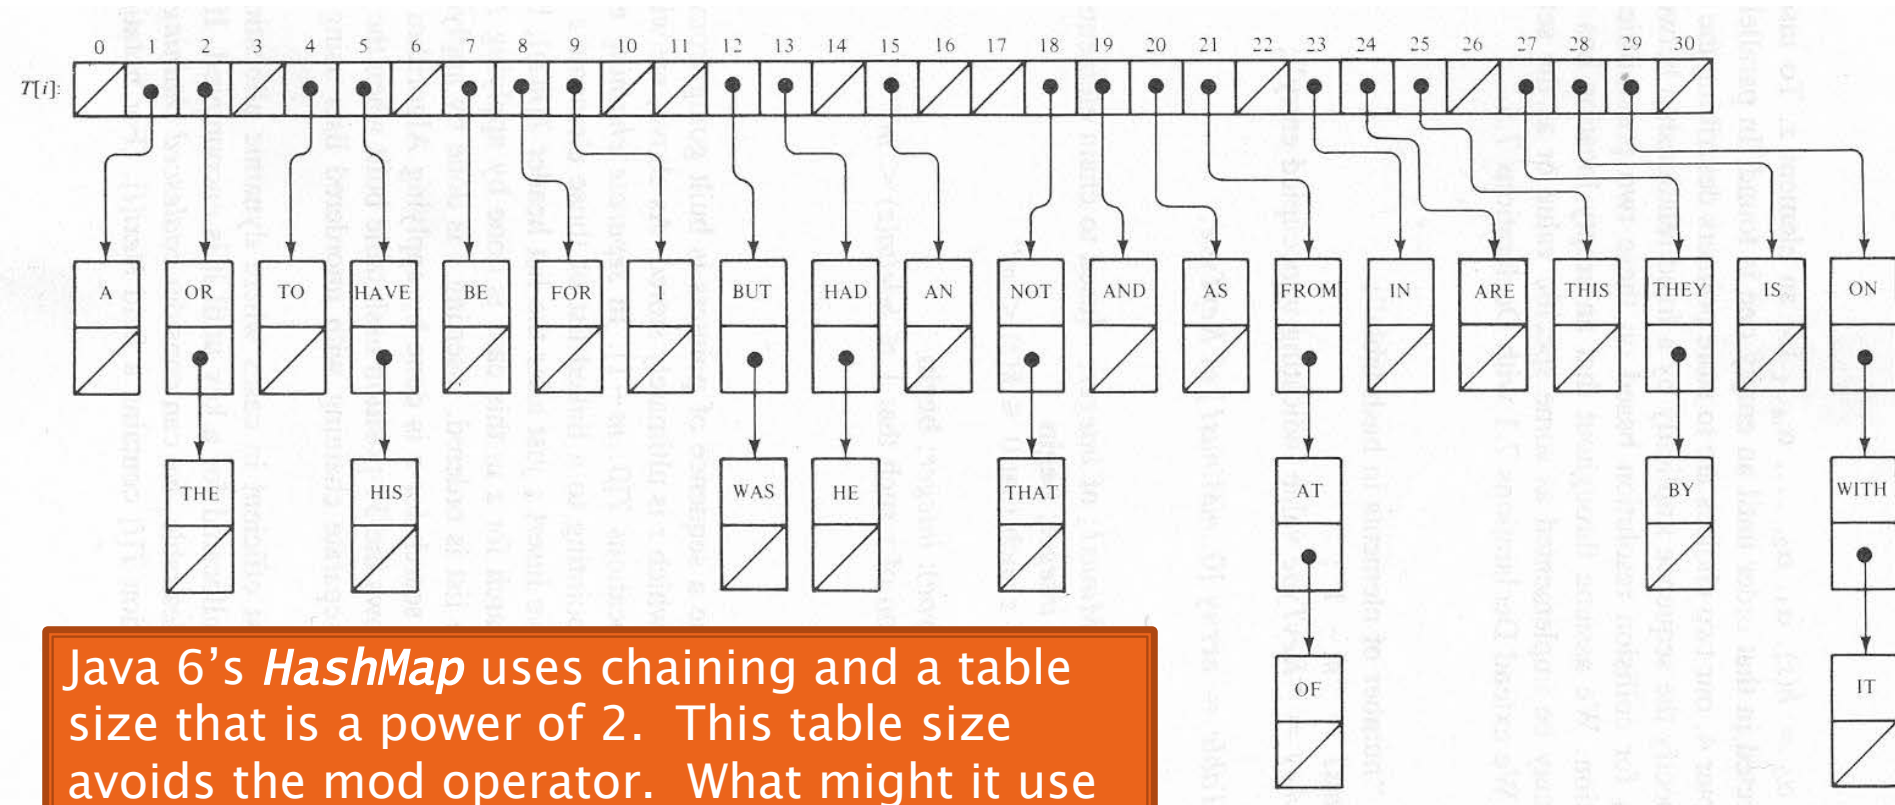 0 1 2 3 4 5 6 7 8 9 10 11 12 13 14 15 16 17 18 19 20 21 22 23 24 25 26 27 28 29 30
T[i]:
A OR TO HAVE BE FOR I BUT HAD AN NOT AND AS FROM IN ARE THIS THEY IS ON
THE HIS WAS HE THAT AT BY WITH
OF IT
Java 6’s HashMap uses chaining and a table
size that is a power of 2. This table size
avoids the mod operator. What might it use